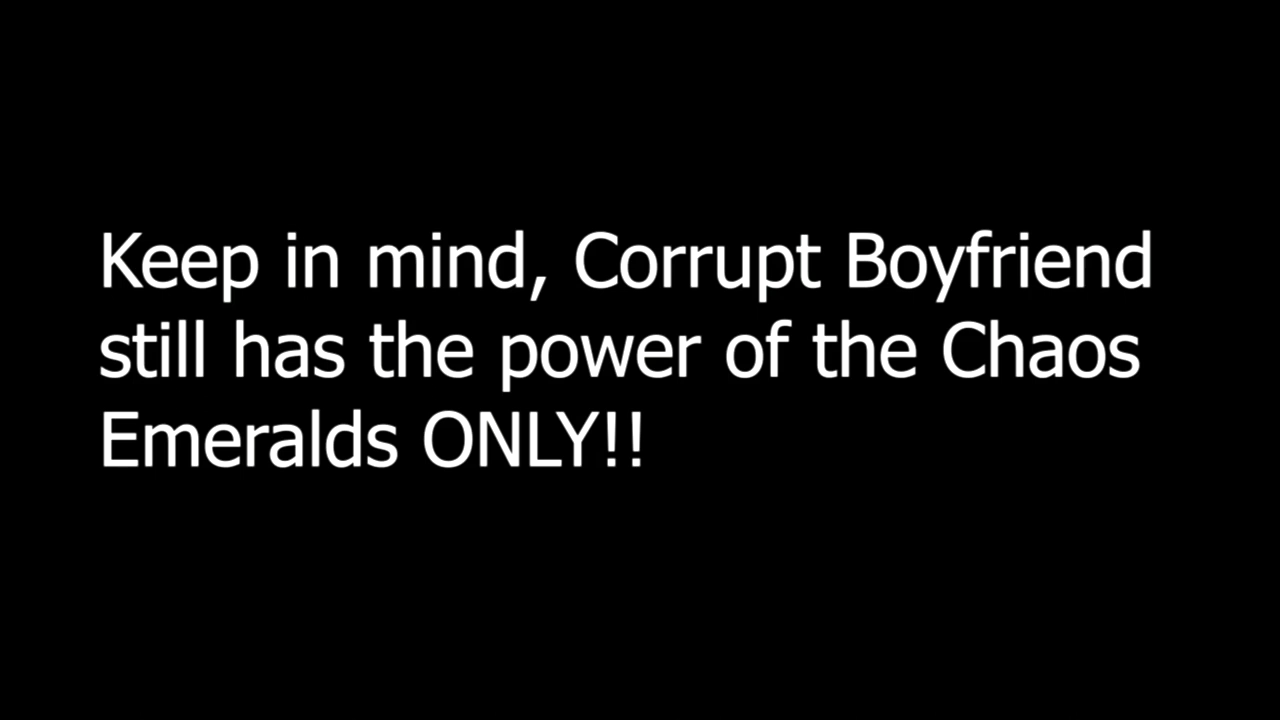 Keep in mind, Corrupt Boyfriend
still has the power of the Chaos
Emeralds ONLY!!